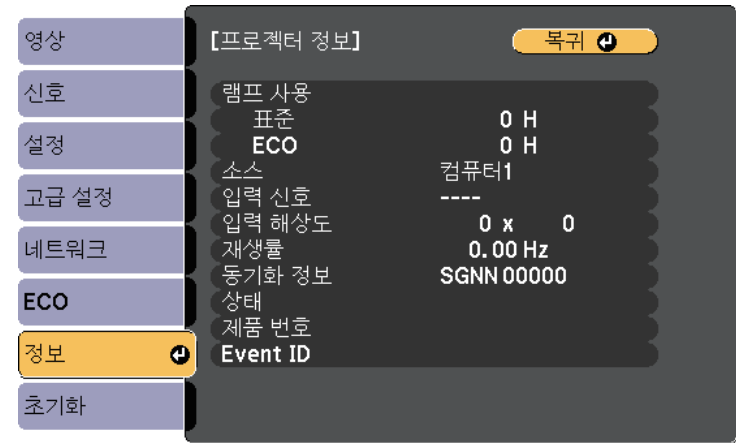 영상
신호
설정
고급 설정
네트워크
ECO
정보
초기화
[프로젝터 정보]
복귀
램프 사용
표준 0 H
ECO 0 H
소스 컴퓨터1
입력 신호 ----
입력 해상도 0 x 0
재생률 0.00 Hz
동기화 정보 SGNN 00000
상태
제품 번호
Event ID